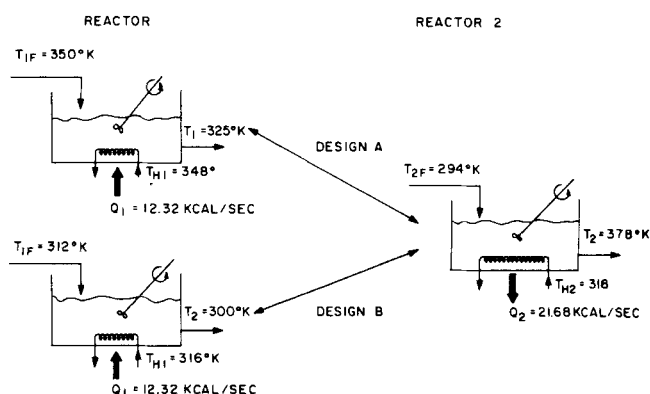 REACTOR
REACTOR 2
T1F = 350°K
T1 = 325°K
DESIGN A
TH1 = 348°
Q1 = 12.32 KCAL/SEC
T2F = 294°K
T2 = 378°K
TH2 = 318
Q2 = 21.68 KCAL/SEC
T1F = 312°K
T2 = 300°K
DESIGN B
TH1 = 316°K
Q1 = 12.32 KCAL/SEC